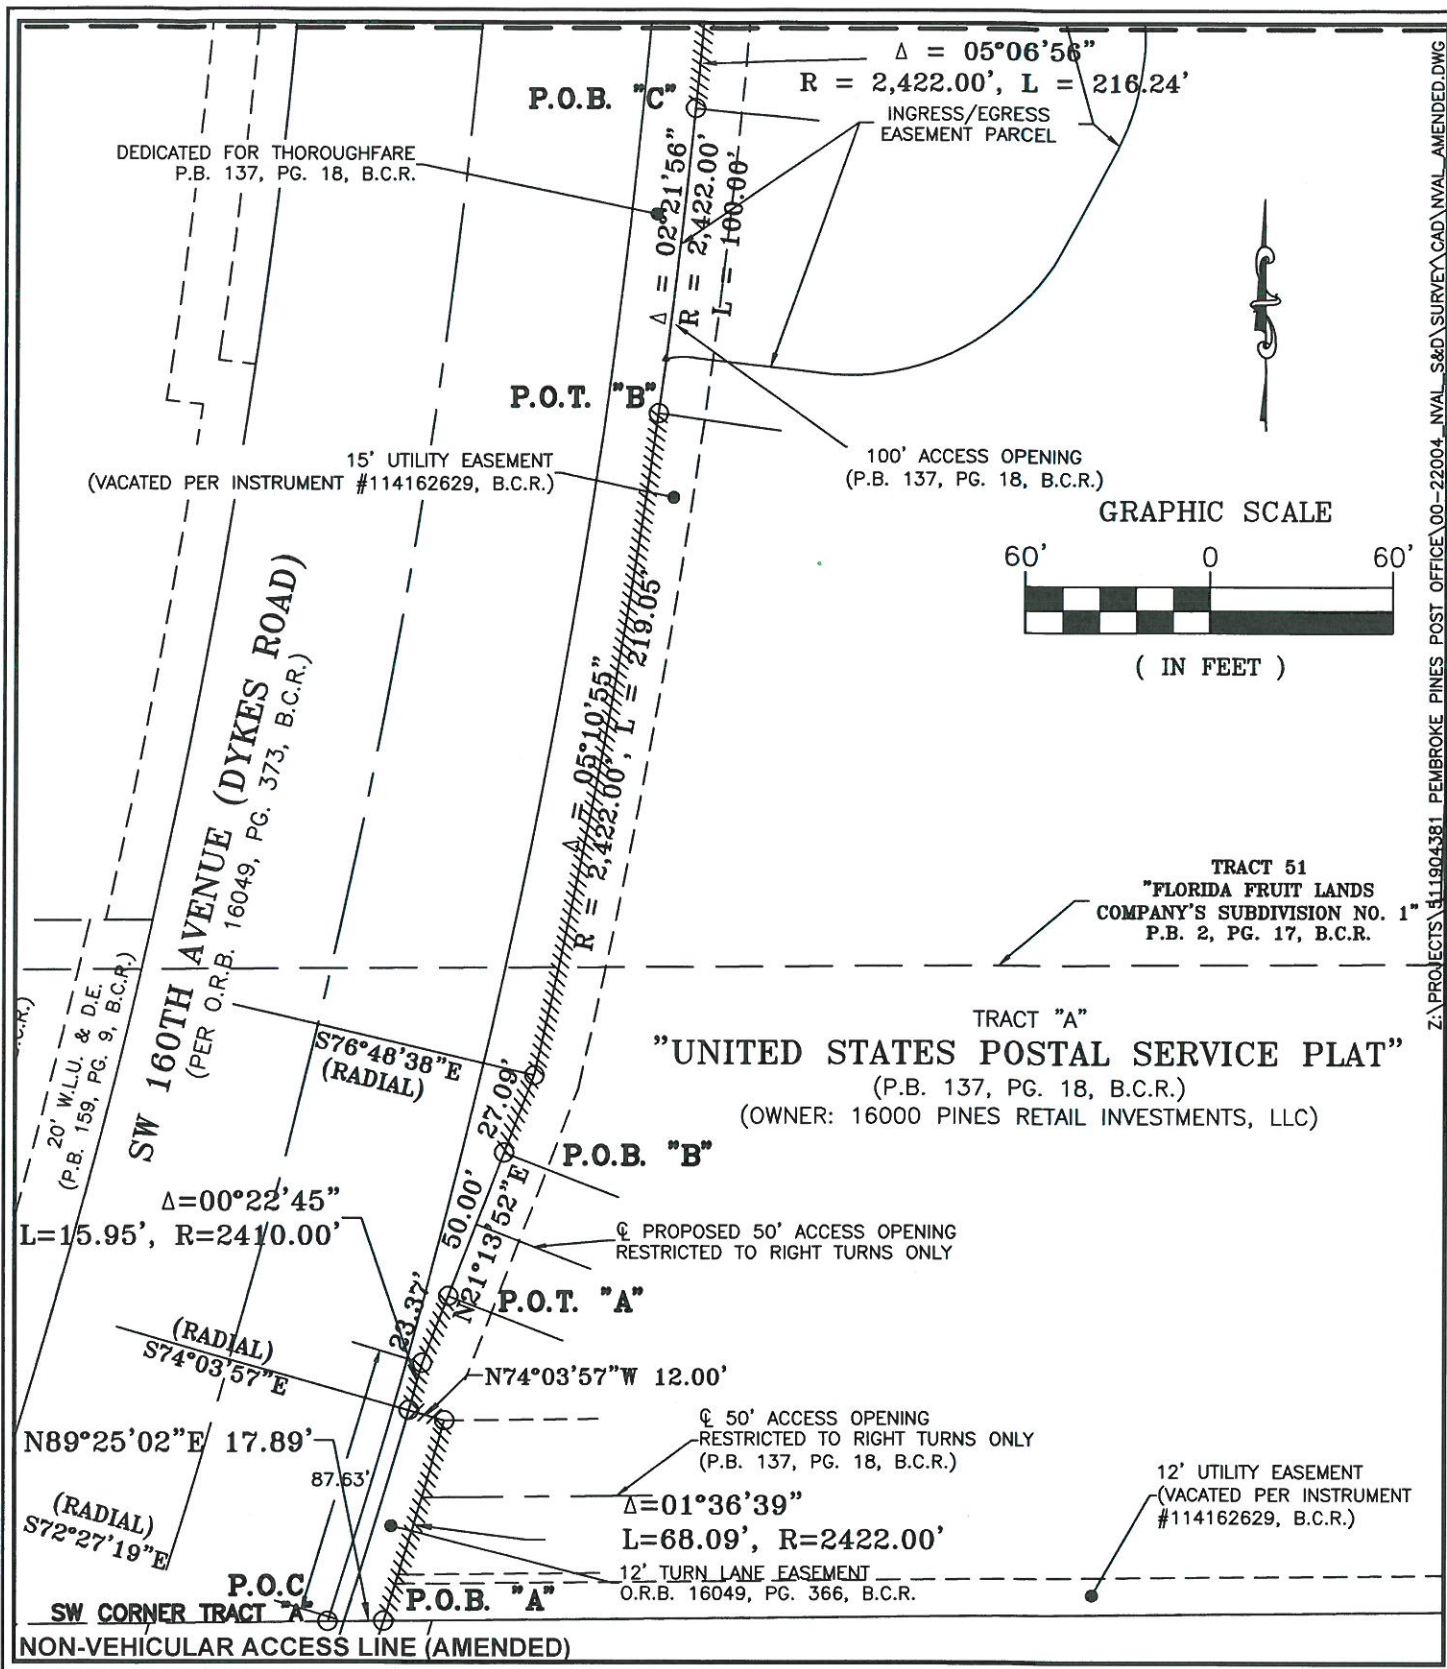 Δ = 05°06'56"
R = 2,422.00', L = 216.24'
P.O.B. "C"
INGRESS/EGRESS
EASEMENT PARCEL
DEDICATED FOR THOROUGHFARE
P.B. 137, PG. 18, B.C.R.
Δ = 02°21'56"
R = 2,422.00'
L = 100.00'
P.O.T. "B"
15' UTILITY EASEMENT
(VACATED PER INSTRUMENT #114162629, B.C.R.)
100' ACCESS OPENING
(P.B. 137, PG. 18, B.C.R.)
GRAPHIC SCALE
60' 0 60'
( IN FEET )
Δ = 05°10'55"
R = 2,422.00', L = 219.05'
SW 160TH AVENUE (DYKES ROAD)
(PER O.R.B. 16049, PG. 373, B.C.R.)
TRACT 51
"FLORIDA FRUIT LANDS
COMPANY'S SUBDIVISION NO. 1"
P.B. 2, PG. 17, B.C.R.
20' W.L.U. & D.E.
(P.B. 159, PG. 9, B.C.R.)
TRACT "A"
"UNITED STATES POSTAL SERVICE PLAT"
(P.B. 137, PG. 18, B.C.R.)
(OWNER: 16000 PINES RETAIL INVESTMENTS, LLC)
S76°48'38"E
(RADIAL)
27.09'
P.O.B. "B"
Δ=00°22'45"
L=15.95', R=2410.00'
50.00'
N21°13'52"E
℄ PROPOSED 50' ACCESS OPENING
RESTRICTED TO RIGHT TURNS ONLY
P.O.T. "A"
23.37'
(RADIAL)
S74°03'57"E
N74°03'57"W 12.00'
N89°25'02"E 17.89'
87.63'
℄ 50' ACCESS OPENING
RESTRICTED TO RIGHT TURNS ONLY
(P.B. 137, PG. 18, B.C.R.)
12' UTILITY EASEMENT
(VACATED PER INSTRUMENT
#114162629, B.C.R.)
(RADIAL)
S72°27'19"E
Δ=01°36'39"
L=68.09', R=2422.00'
12' TURN LANE EASEMENT
O.R.B. 16049, PG. 366, B.C.R.
P.O.C
SW CORNER TRACT "A"
P.O.B. "A"
NON-VEHICULAR ACCESS LINE (AMENDED)
Z:\PROJECTS\511904381 PEMBROKE PINES POST OFFICE\00-22004_NVAL_S&D\SURVEY\CAD\NVAL_AMENDED.DWG